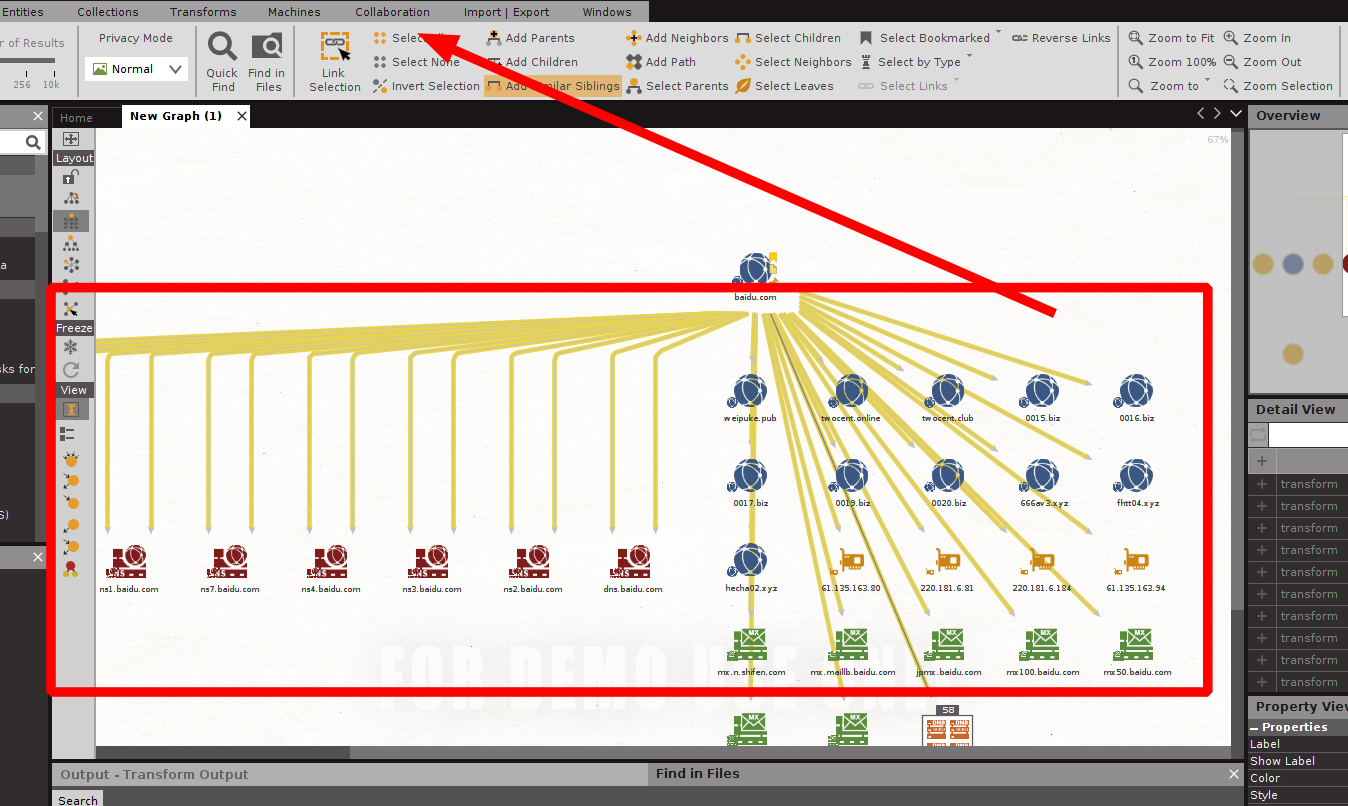 Entities Collections Transforms Machines Collaboration Import | Export Windows
r of Results
256 10k
Privacy Mode
Normal
Quick Find
Find in Files
Link Selection
Select
Select None
Invert Selection
Add Parents
Add Children
Add Similar Siblings
Add Neighbors
Add Path
Select Parents
Select Children
Select Neighbors
Select Leaves
Select Bookmarked
Select by Type
Select Links
Reverse Links
Zoom to Fit
Zoom 100%
Zoom to
Zoom In
Zoom Out
Zoom Selection
Home
New Graph (1)
67%
Layout
Freeze
View
a
sks for
S)
baidu.com
weipuke.pub twocent.online twocent.club 0015.biz 0016.biz
0017.biz 0019.biz 0020.biz 666av3.xyz fhtt04.xyz
ns1.baidu.com ns7.baidu.com ns4.baidu.com ns3.baidu.com ns2.baidu.com dns.baidu.com hecha02.xyz 61.135.163.80 220.181.6.81 220.181.6.184 61.135.163.94
mx.n.shifen.com mx.maillb.baidu.com jpmx.baidu.com mx100.baidu.com mx50.baidu.com
FOR DEMO USE ONL
58
Output - Transform Output
Find in Files
Search
Overview
Detail View
transform
transform
transform
transform
transform
transform
transform
transform
transform
transform
Property View
Properties
Label
Show Label
Color
Style